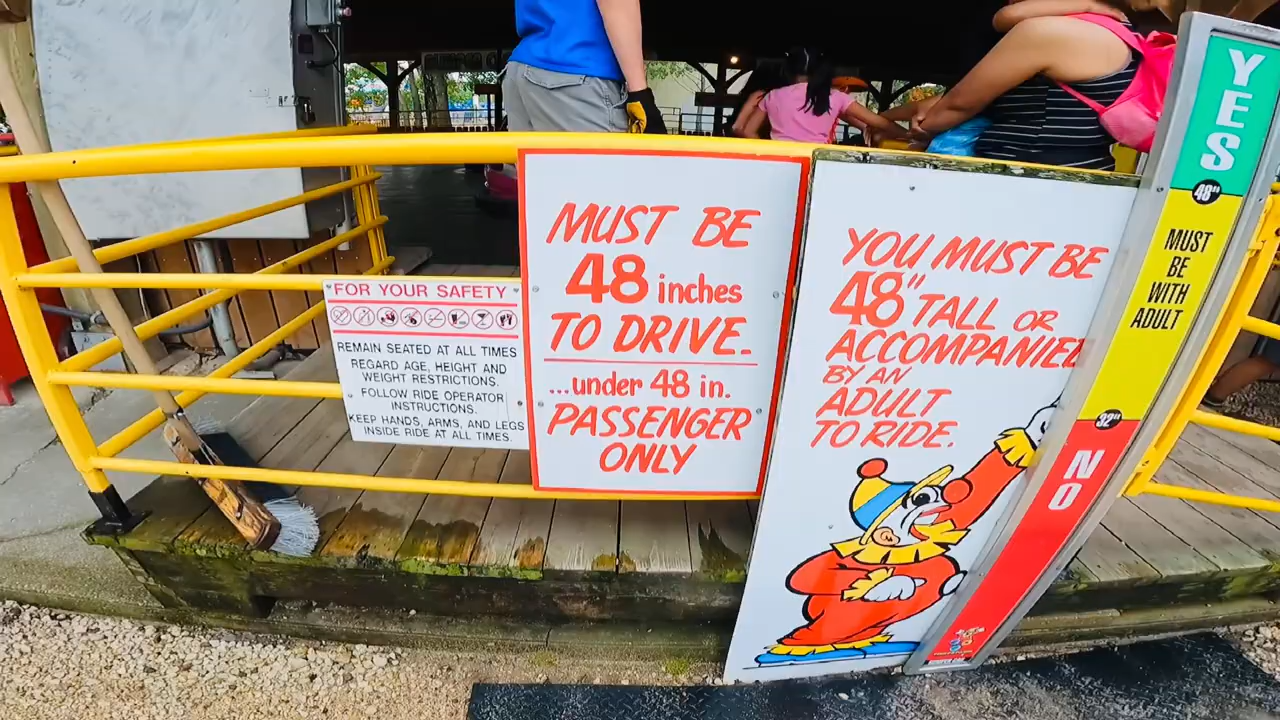 FOR YOUR SAFETY
REMAIN SEATED AT ALL TIMES
REGARD AGE, HEIGHT AND
WEIGHT RESTRICTIONS.
FOLLOW RIDE OPERATOR
INSTRUCTIONS.
KEEP HANDS, ARMS, AND LEGS
INSIDE RIDE AT ALL TIMES.
MUST BE
48 inches
TO DRIVE.
...under 48 in.
PASSENGER
ONLY
YOU MUST BE
48" TALL OR
ACCOMPANIED
BY AN
ADULT
TO RIDE.
YES
48"
MUST
BE
WITH
ADULT
32"
NO